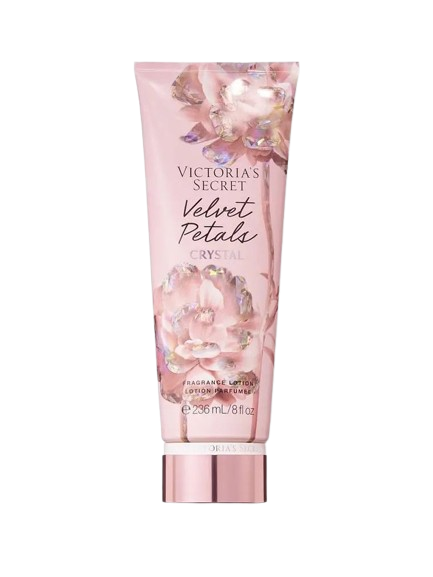 VICTORIA'S
SECRET
Velvet
Petals
CRYSTAL
FRAGRANCE LOTION
LOTION PARFUMÉE
℮ 236 mL/8 fl oz
VICTORIA'S SECRET